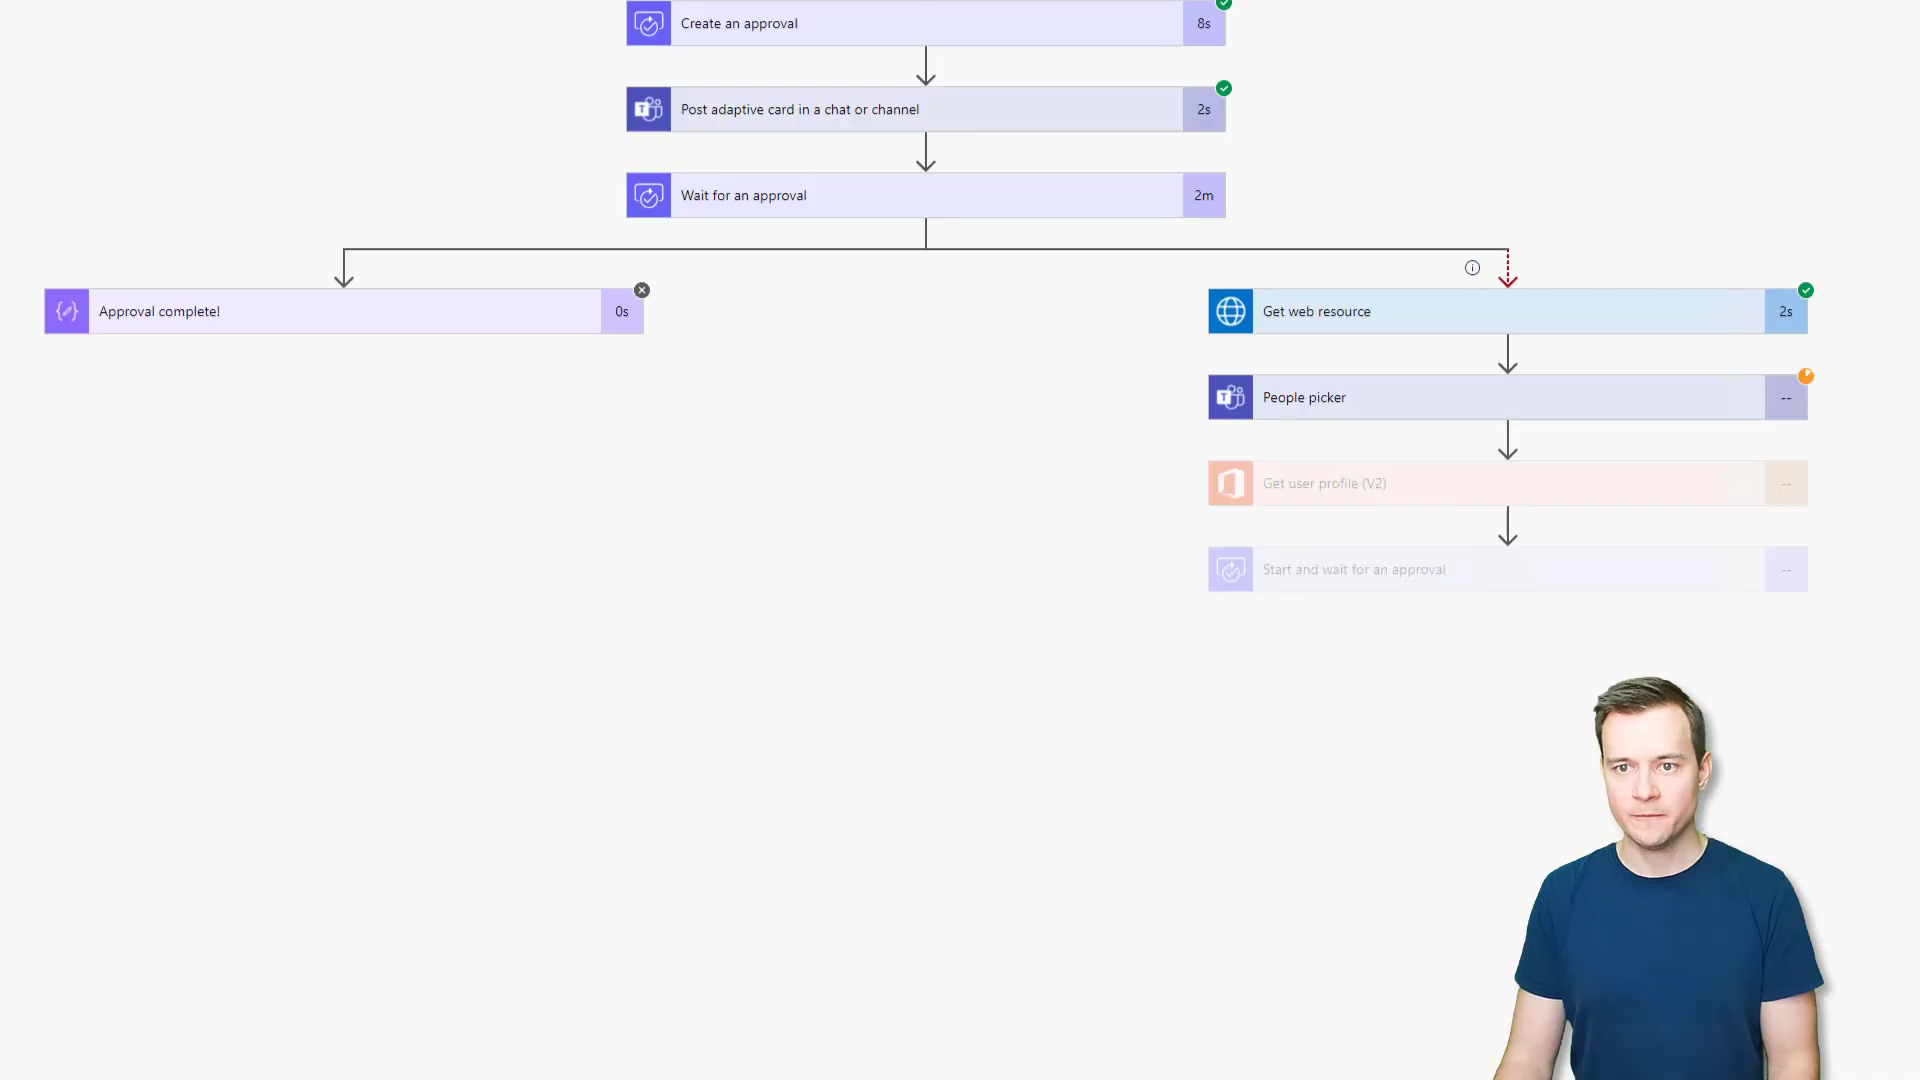 Create an approval 8s
Post adaptive card in a chat or channel 2s
Wait for an approval 2m
Approval complete! 0s
Get web resource 2s
People picker --
Get user profile (V2) --
Start and wait for an approval --